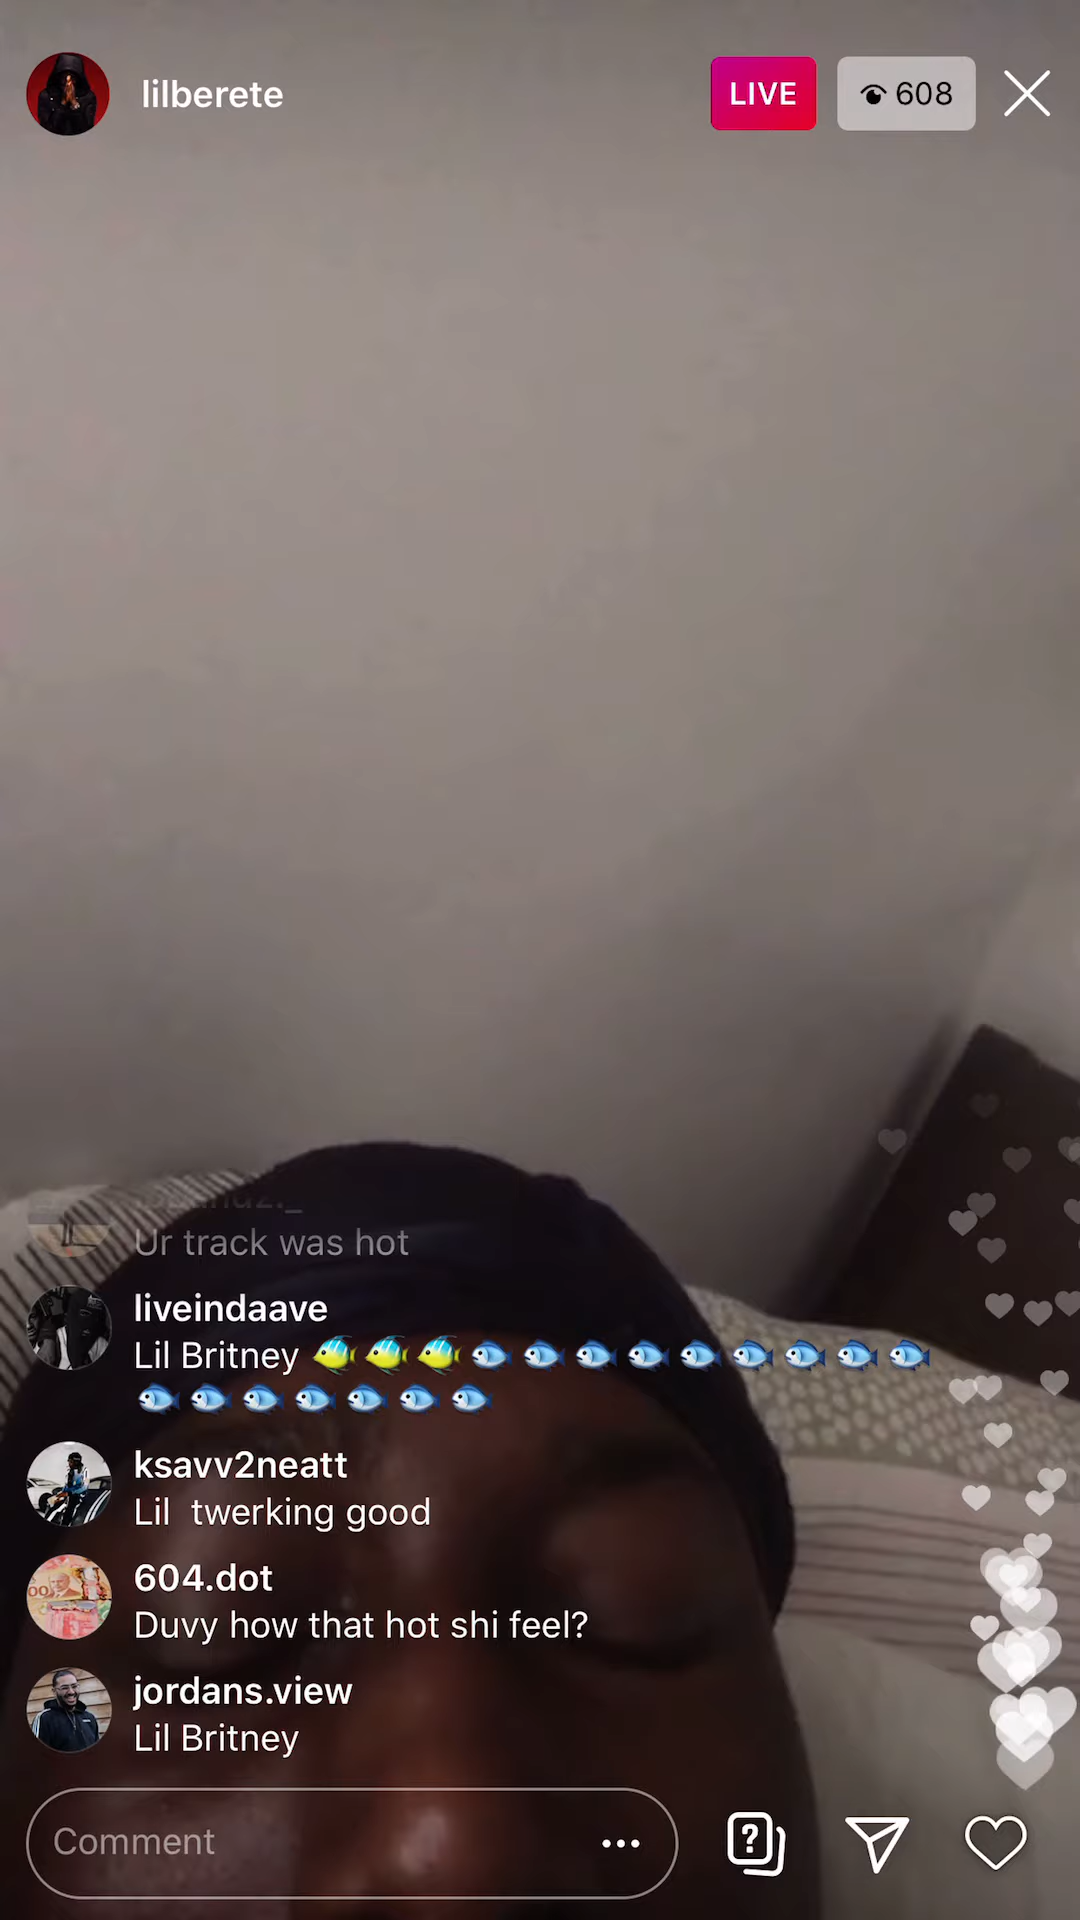 lilberete
LIVE
608
Ur track was hot
liveindaave
Lil Britney 🐠🐠🐠🐟🐟🐟🐟🐟🐟🐟🐟🐟
🐟🐟🐟🐟🐟🐟🐟
ksavv2neatt
Lil  twerking good
604.dot
Duvy how that hot shi feel?
jordans.view
Lil Britney
Comment